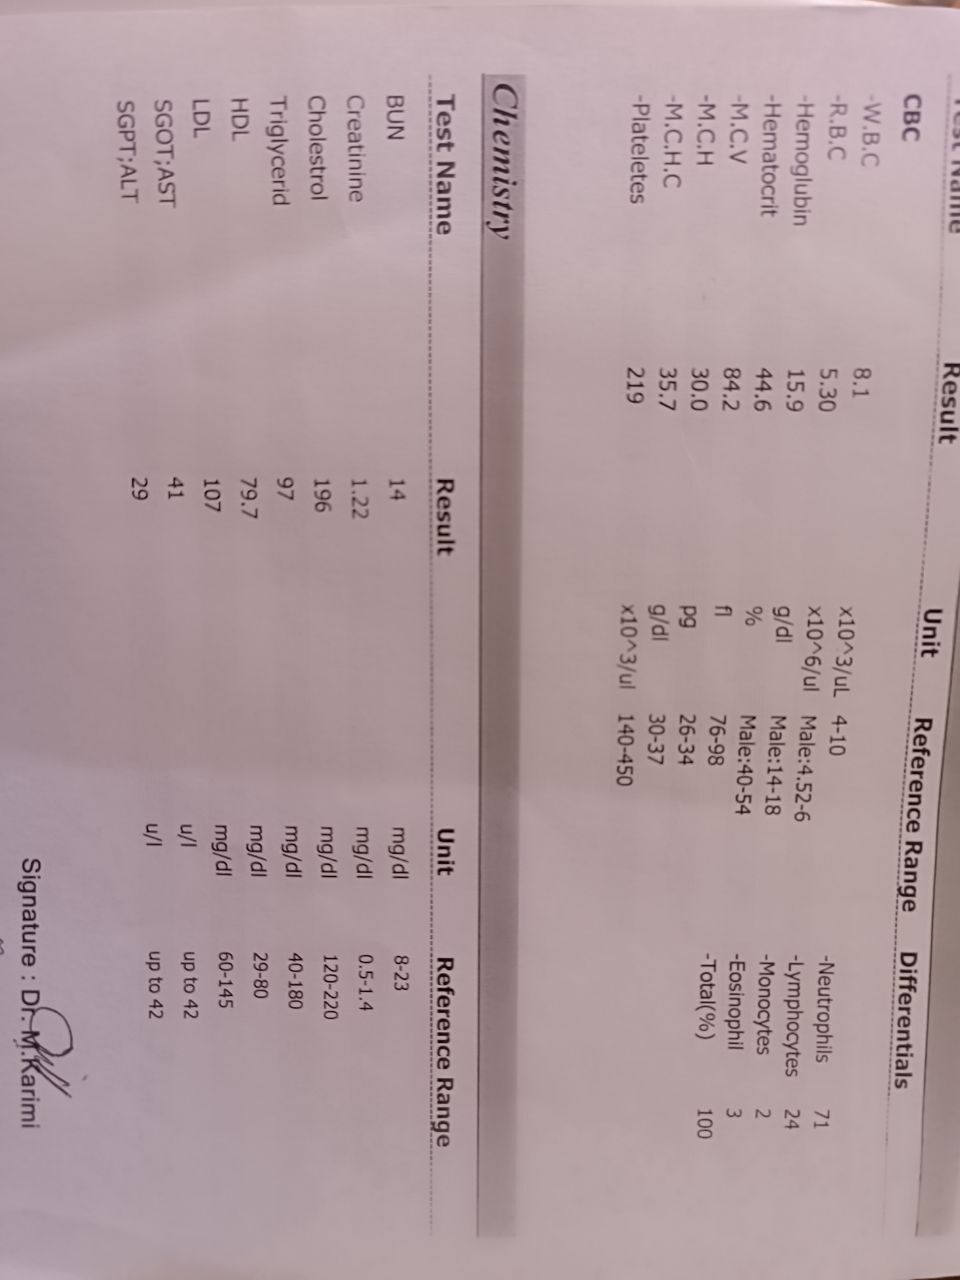 Test Name Result Unit Reference Range Differentials
CBC
-W.B.C 8.1 x10^3/uL 4-10 -Neutrophils 71
-R.B.C 5.30 x10^6/ul Male:4.52-6 -Lymphocytes 24
-Hemoglubin 15.9 g/dl Male:14-18 -Monocytes 2
-Hematocrit 44.6 % Male:40-54 -Eosinophil 3
-M.C.V 84.2 fl 76-98 -Total(%) 100
-M.C.H 30.0 pg 26-34
-M.C.H.C 35.7 g/dl 30-37
-Plateletes 219 x10^3/ul 140-450
Chemistry
Test Name Result Unit Reference Range
BUN 14 mg/dl 8-23
Creatinine 1.22 mg/dl 0.5-1.4
Cholestrol 196 mg/dl 120-220
Triglycerid 97 mg/dl 40-180
HDL 79.7 mg/dl 29-80
LDL 107 mg/dl 60-145
SGOT;AST 41 u/l up to 42
SGPT;ALT 29 u/l up to 42
Signature : Dr. M.Karimi